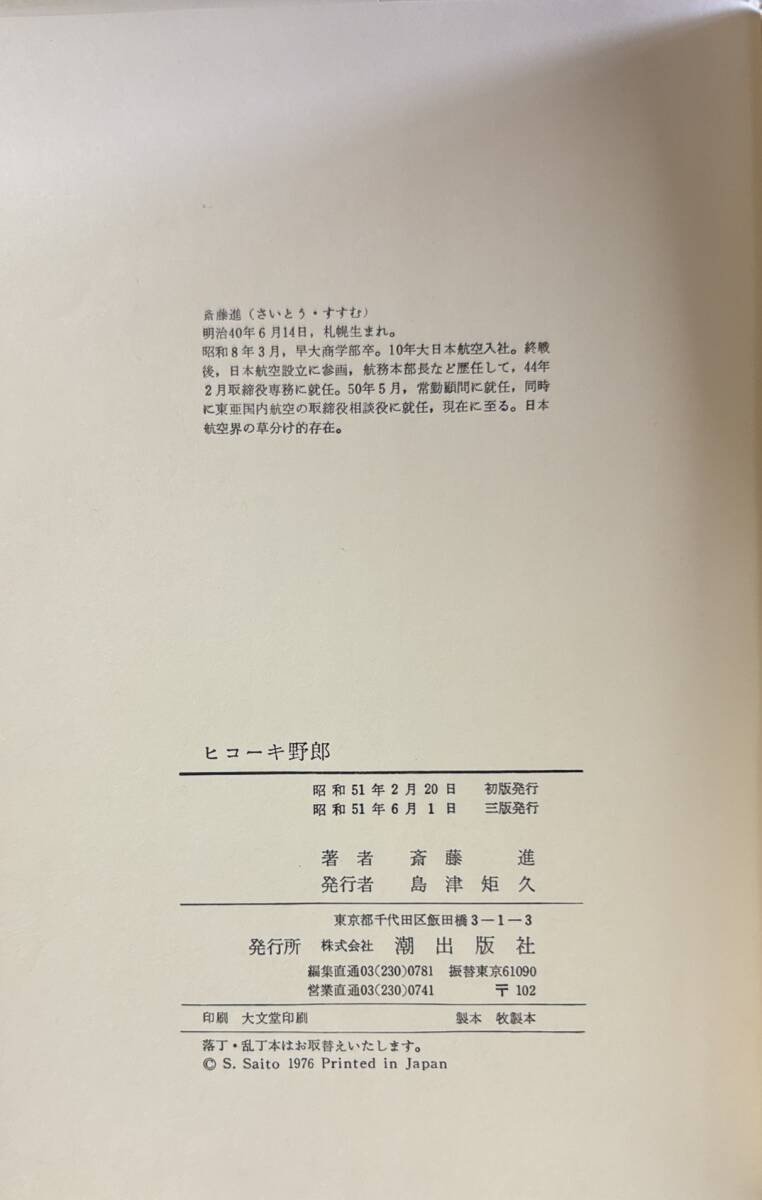 斎藤進(さいとう・すすむ)
明治40年6月14日，札幌生まれ。
昭和8年3月，早大商学部卒。10年大日本航空入社。終戦
後，日本航空設立に参画，航務本部長など歴任して，44年
2月取締役専務に就任。50年5月，常勤顧問に就任，同時
に東亜国内航空の取締役相談役に就任，現在に至る。日本
航空界の草分け的存在。
ヒコーキ野郎
昭和51年2月20日 初版発行
昭和51年6月1日 三版発行
著者 斎藤進
発行者 島津矩久
東京都千代田区飯田橋3―1―3
発行所 株式会社 潮出版社
編集直通03(230)0781 振替東京61090
営業直通03(230)0741 〒102
印刷 大文堂印刷 製本 牧製本
落丁・乱丁本はお取替えいたします。
© S. Saito 1976 Printed in Japan